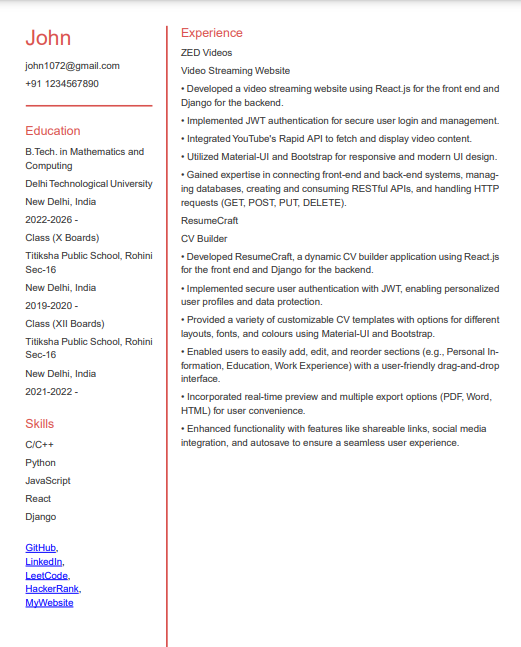 John
john1072@gmail.com
+91 1234567890
Education
B.Tech. in Mathematics and
Computing
Delhi Technological University
New Delhi, India
2022-2026 -
Class (X Boards)
Titiksha Public School, Rohini
Sec-16
New Delhi, India
2019-2020 -
Class (XII Boards)
Titiksha Public School, Rohini
Sec-16
New Delhi, India
2021-2022 -
Skills
C/C++
Python
JavaScript
React
Django
GitHub,
LinkedIn,
LeetCode,
HackerRank,
MyWebsite
Experience
ZED Videos
Video Streaming Website
• Developed a video streaming website using React.js for the front end and
Django for the backend.
• Implemented JWT authentication for secure user login and management.
• Integrated YouTube's Rapid API to fetch and display video content.
• Utilized Material-UI and Bootstrap for responsive and modern UI design.
• Gained expertise in connecting front-end and back-end systems, manag-
ing databases, creating and consuming RESTful APIs, and handling HTTP
requests (GET, POST, PUT, DELETE).
ResumeCraft
CV Builder
• Developed ResumeCraft, a dynamic CV builder application using React.js
for the front end and Django for the backend.
• Implemented secure user authentication with JWT, enabling personalized
user profiles and data protection.
• Provided a variety of customizable CV templates with options for different
layouts, fonts, and colours using Material-UI and Bootstrap.
• Enabled users to easily add, edit, and reorder sections (e.g., Personal In-
formation, Education, Work Experience) with a user-friendly drag-and-drop
interface.
• Incorporated real-time preview and multiple export options (PDF, Word,
HTML) for user convenience.
• Enhanced functionality with features like shareable links, social media
integration, and autosave to ensure a seamless user experience.